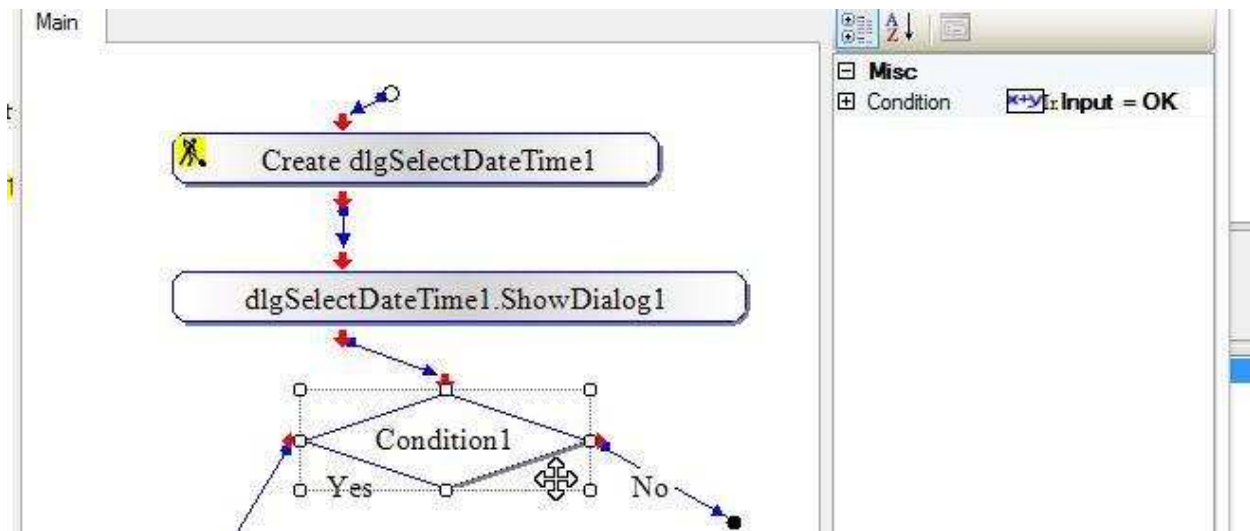 Main
Misc
Condition Input = OK
Create dlgSelectDateTime1
dlgSelectDateTime1.ShowDialog1
Condition1
Yes
No